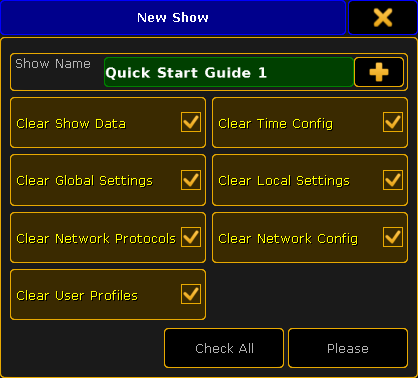 New Show
Show Name
Quick Start Guide 1
Clear Show Data
Clear Time Config
Clear Global Settings
Clear Local Settings
Clear Network Protocols
Clear Network Config
Clear User Profiles
Check All
Please